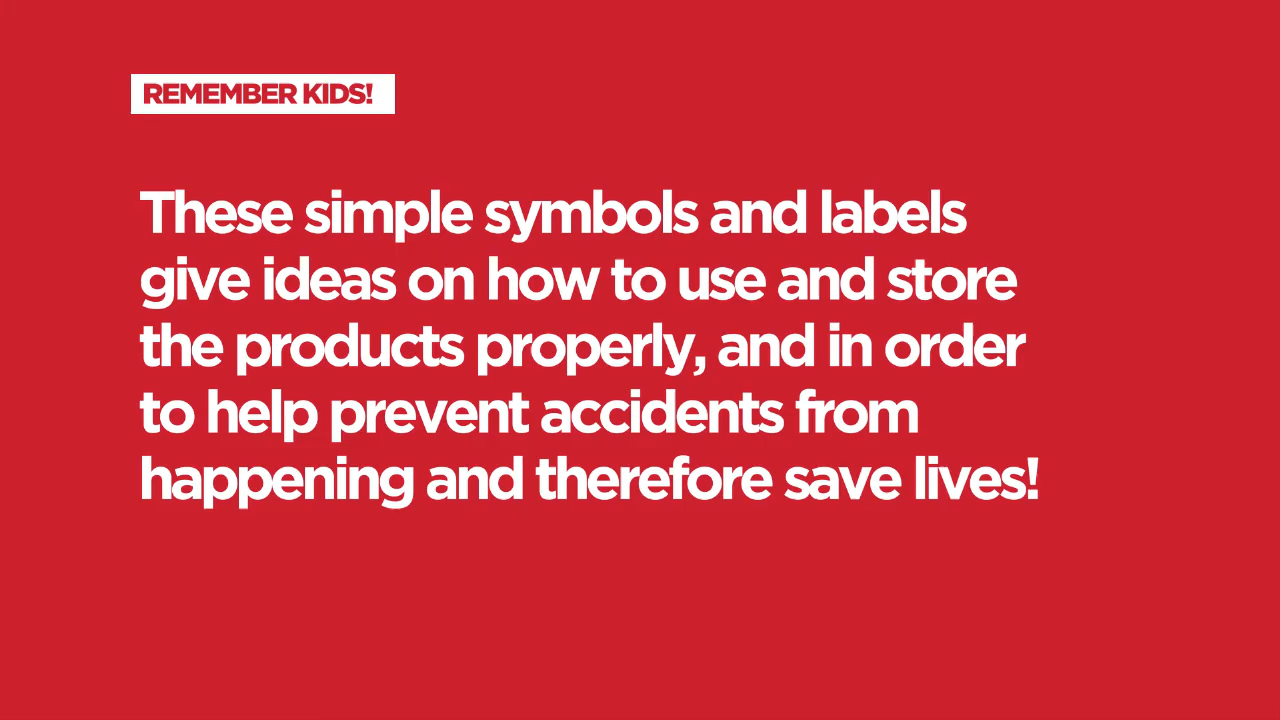 REMEMBER KIDS!
These simple symbols and labels
give ideas on how to use and store
the products properly, and in order
to help prevent accidents from
happening and therefore save lives!